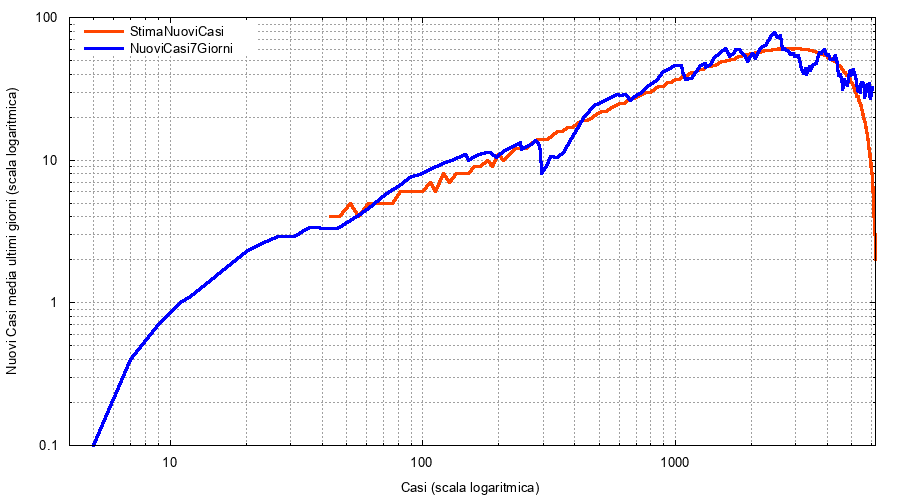 100
StimaNuoviCasi
NuoviCasi7Giorni
10
1
0.1
Nuovi Casi media ultimi giorni (scala logaritmica)
10 100 1000
Casi (scala logaritmica)